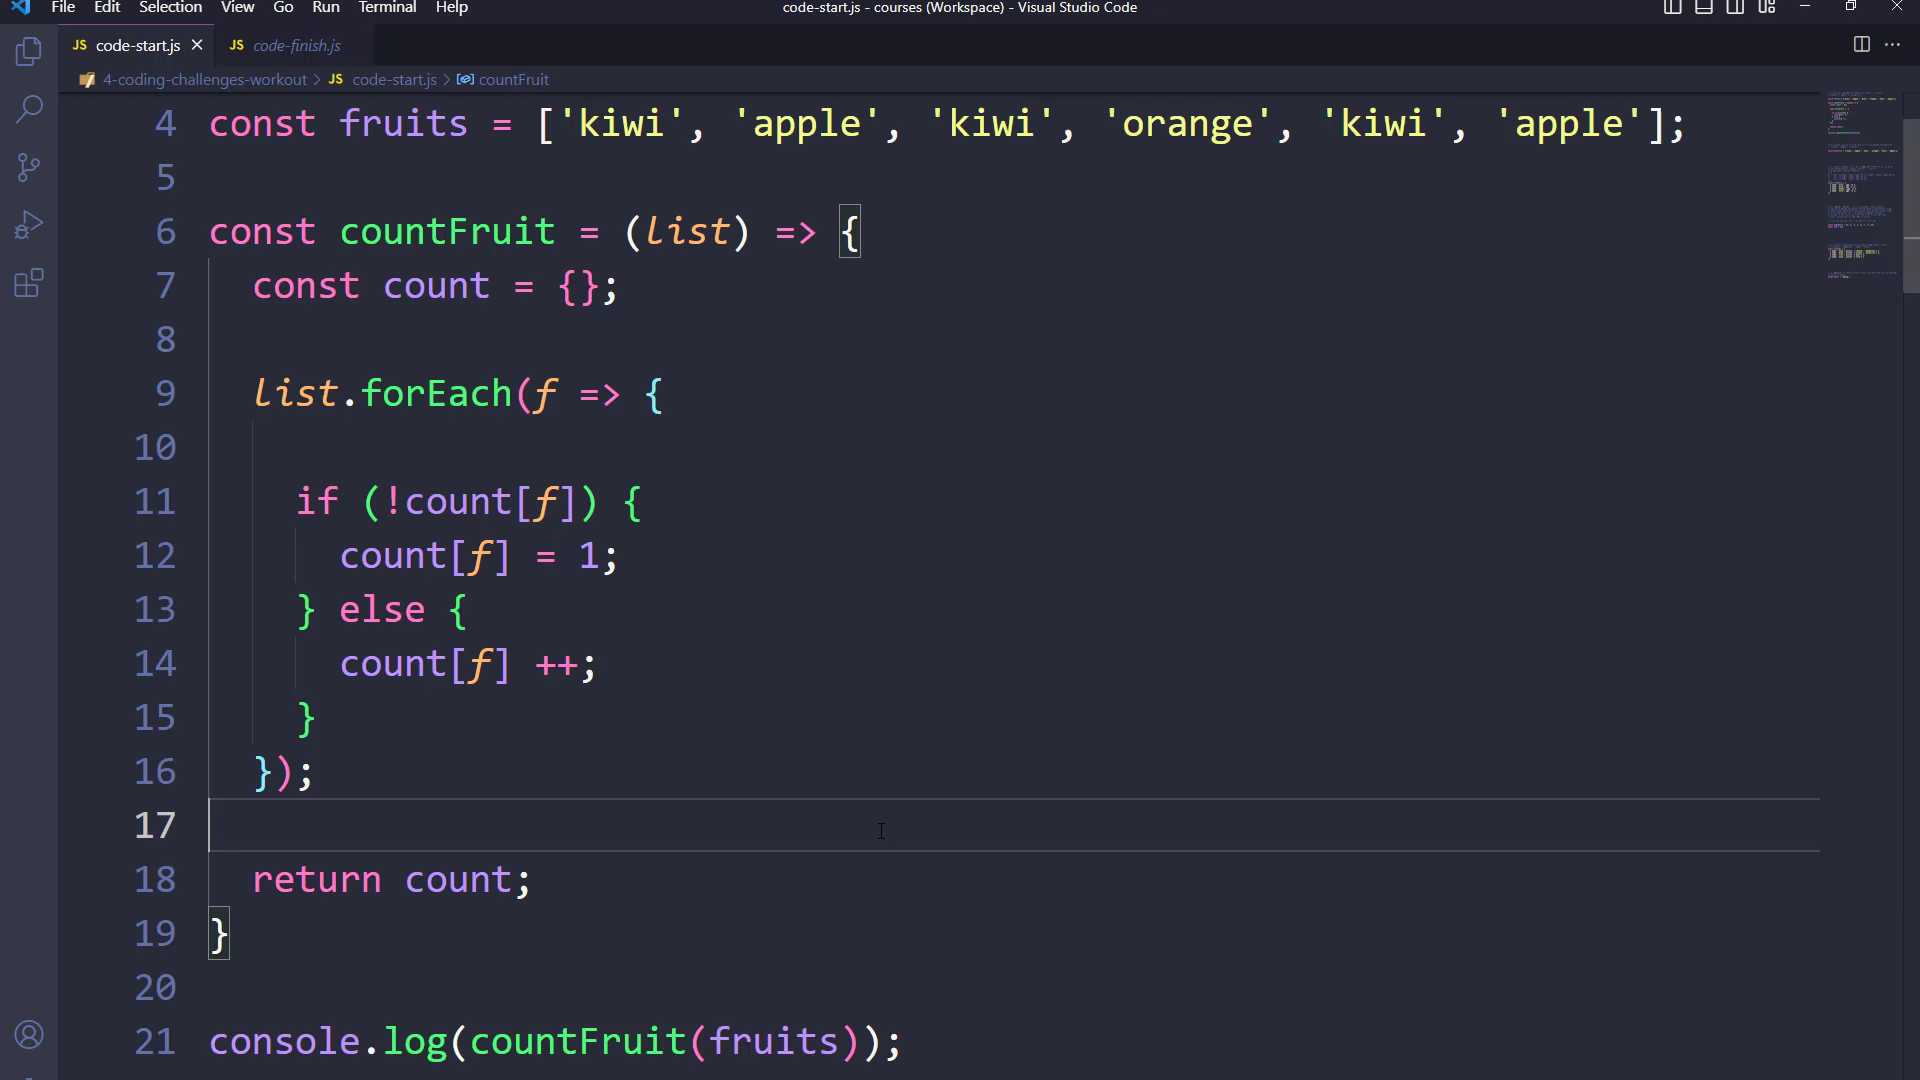 File Edit Selection View Go Run Terminal Help code-start.js - courses (Workspace) - Visual Studio Code
JS code-start.js JS code-finish.js
4-coding-challenges-workout > JS code-start.js > countFruit
4 const fruits = ['kiwi', 'apple', 'kiwi', 'orange', 'kiwi', 'apple'];
5
6 const countFruit = (list) => {
7 const count = {};
8
9 list.forEach(f => {
10
11 if (!count[f]) {
12 count[f] = 1;
13 } else {
14 count[f] ++;
15 }
16 });
17
18 return count;
19 }
20
21 console.log(countFruit(fruits));